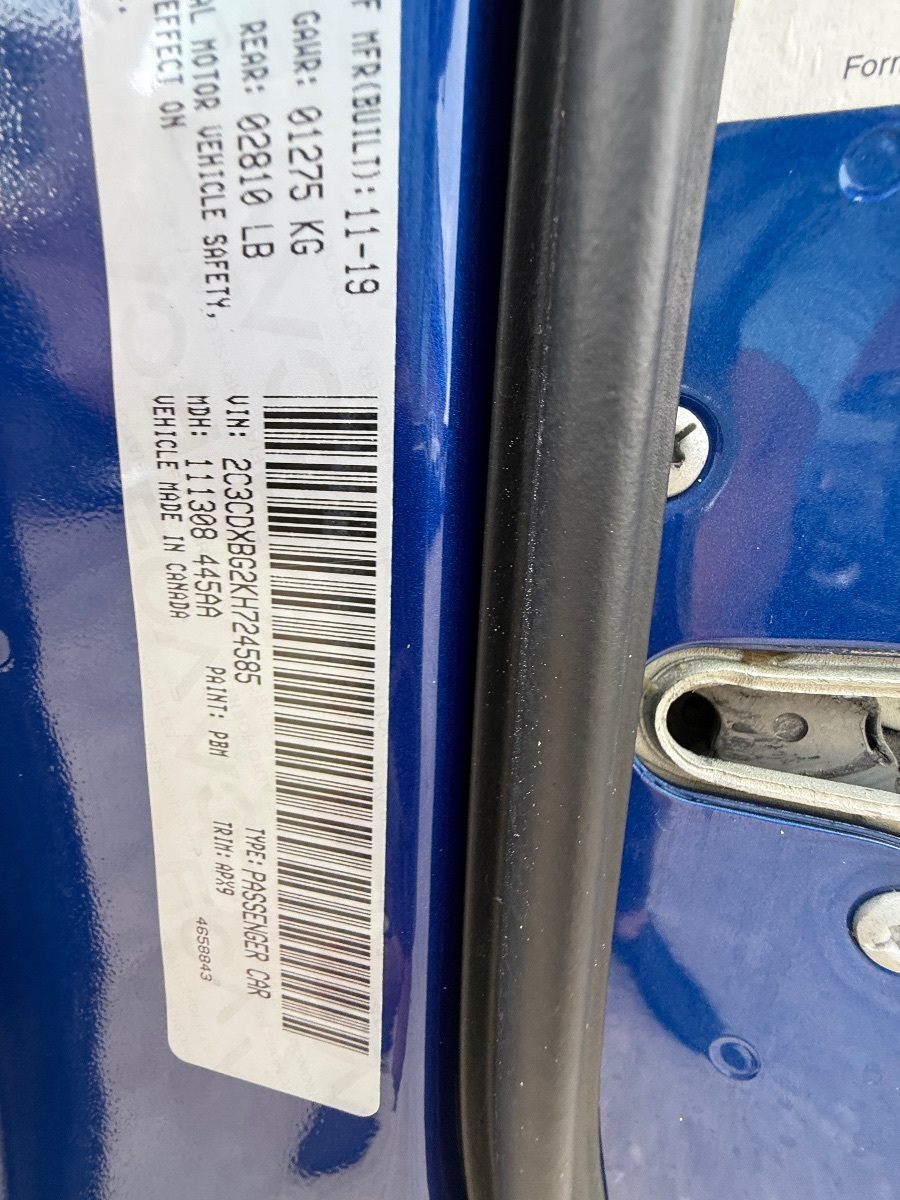 F MFR(BUILT): 11-19
GAWR: 01275 KG
REAR: 02810 LB
AL MOTOR VEHICLE SAFETY,
EFFECT ON
VIN: 2C3CDXBG2KH724585
TYPE: PASSENGER CAR
MDH: 111308 445AA
PAINT: PBM
TRIM: APX9
VEHICLE MADE IN CANADA
4658843
Forr